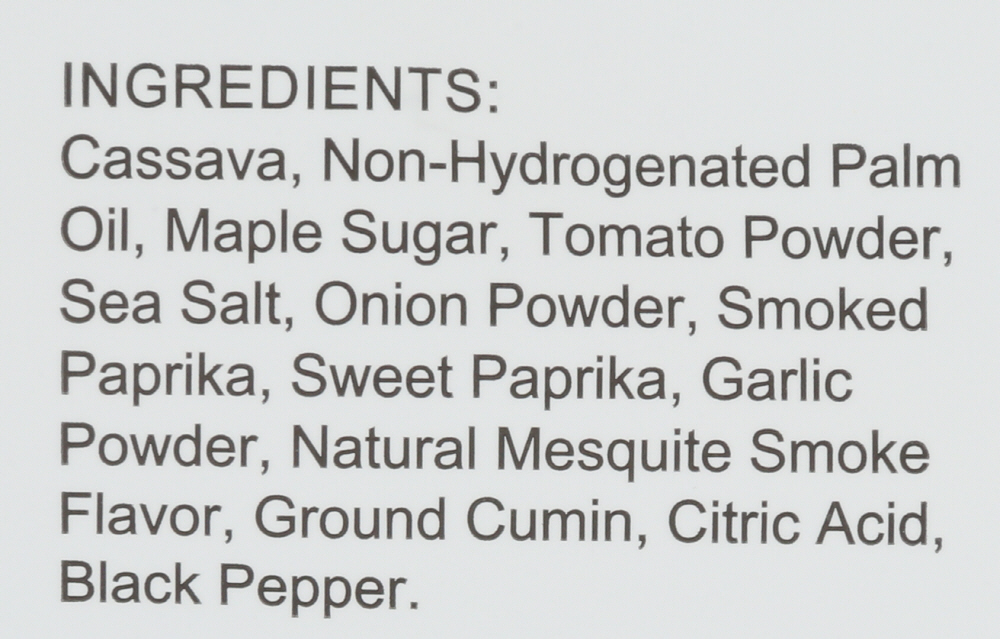 INGREDIENTS:
Cassava, Non-Hydrogenated Palm
Oil, Maple Sugar, Tomato Powder,
Sea Salt, Onion Powder, Smoked
Paprika, Sweet Paprika, Garlic
Powder, Natural Mesquite Smoke
Flavor, Ground Cumin, Citric Acid,
Black Pepper.